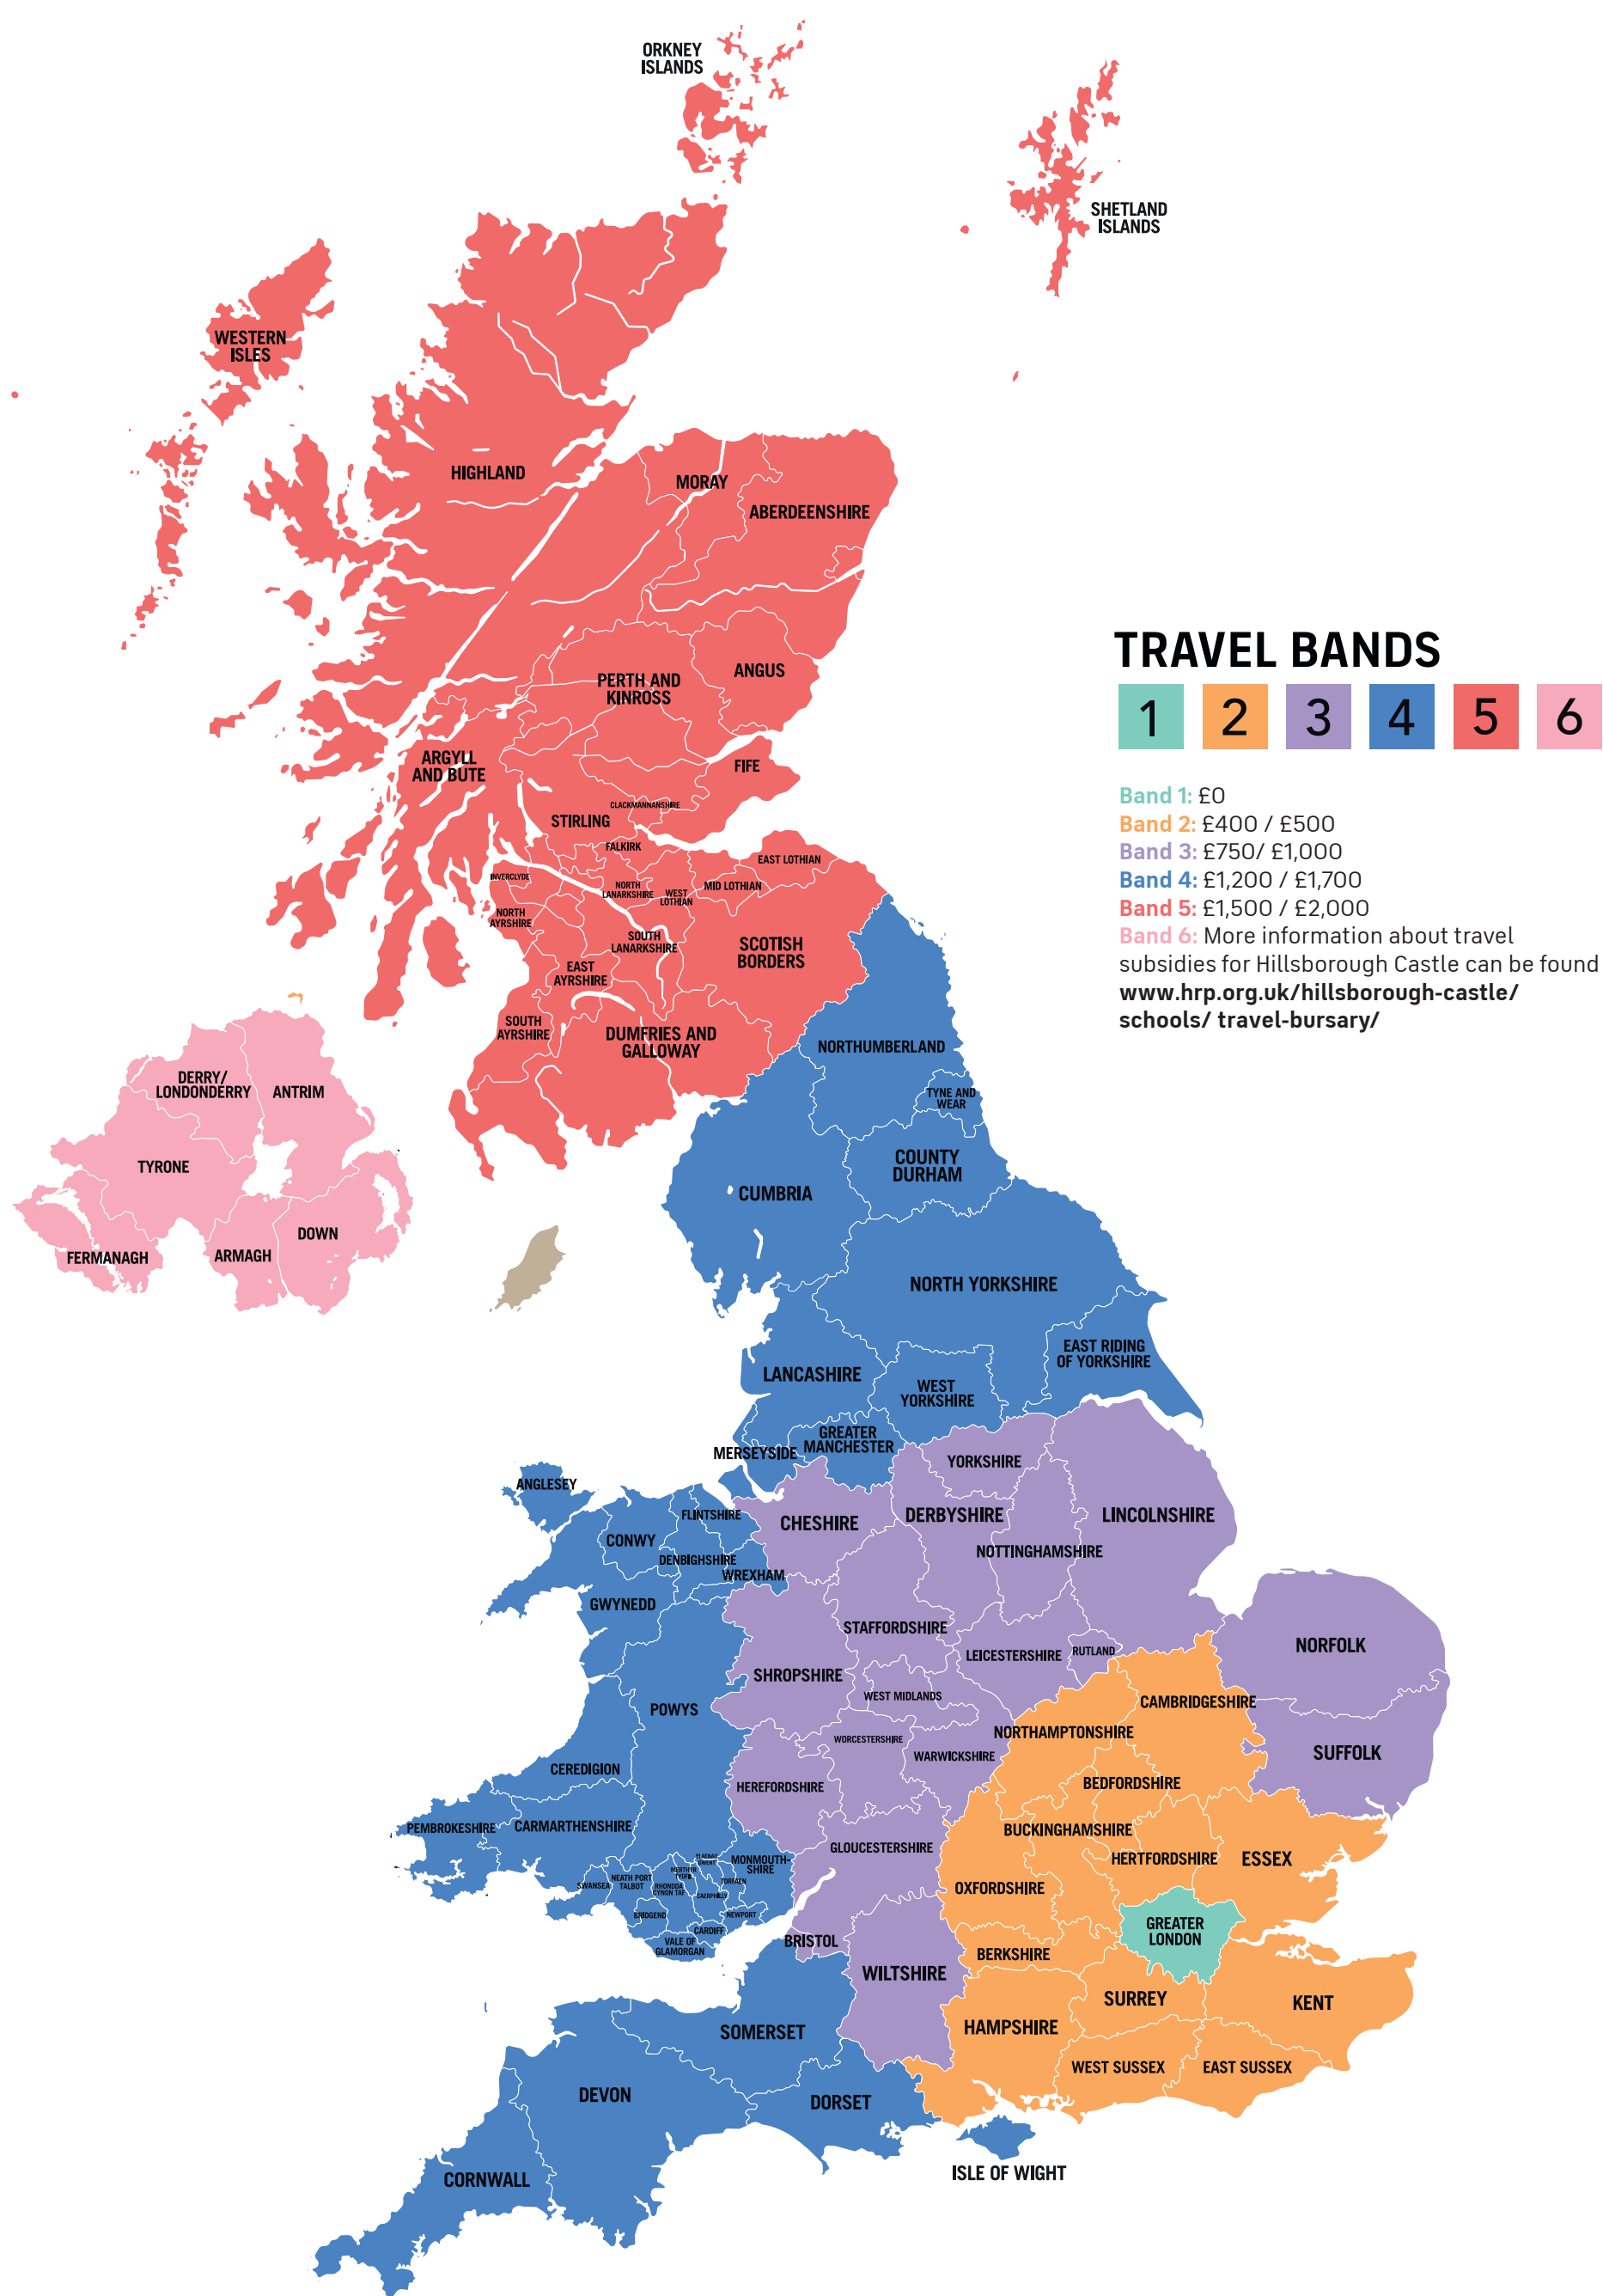 ORKNEY
ISLANDS
SHETLAND
ISLANDS
WESTERN
ISLES
HIGHLAND
MORAY
ABERDEENSHIRE
TRAVEL BANDS
1 2 3 4 5 6
Band 1: £0
Band 2: £400 / £500
Band 3: £750/ £1,000
Band 4: £1,200 / £1,700
Band 5: £1,500 / £2,000
Band 6: More information about travel
subsidies for Hillsborough Castle can be found
www.hrp.org.uk/hillsborough-castle/
schools/ travel-bursary/
ANGUS
PERTH AND
KINROSS
ARGYLL
AND BUTE
FIFE
CLACKMANNANSHIRE
STIRLING
FALKIRK
EAST LOTHIAN
INVERCLYDE
NORTH
LANARKSHIRE
WEST
LOTHIAN
MID LOTHIAN
NORTH
AYRSHIRE
SOUTH
LANARKSHIRE
SCOTISH
BORDERS
EAST
AYRSHIRE
SOUTH
AYRSHIRE
DUMFRIES AND
GALLOWAY
NORTHUMBERLAND
DERRY/
LONDONDERRY
ANTRIM
TYNE AND
WEAR
TYRONE
COUNTY
DURHAM
CUMBRIA
DOWN
FERMANAGH
ARMAGH
NORTH YORKSHIRE
EAST RIDING
OF YORKSHIRE
LANCASHIRE
WEST
YORKSHIRE
GREATER
MANCHESTER
MERSEYSIDE
YORKSHIRE
ANGLESEY
FLINTSHIRE
CHESHIRE
DERBYSHIRE
LINCOLNSHIRE
CONWY
NOTTINGHAMSHIRE
DENBIGHSHIRE
WREXHAM
GWYNEDD
STAFFORDSHIRE
NORFOLK
LEICESTERSHIRE
RUTLAND
SHROPSHIRE
WEST MIDLANDS
CAMBRIDGESHIRE
POWYS
NORTHAMPTONSHIRE
WORCESTERSHIRE
WARWICKSHIRE
SUFFOLK
CEREDIGION
HEREFORDSHIRE
BEDFORDSHIRE
PEMBROKESHIRE
CARMARTHENSHIRE
BUCKINGHAMSHIRE
GLOUCESTERSHIRE
HERTFORDSHIRE
ESSEX
BLAENAU
GWENT
MONMOUTH-
SHIRE
MERTHYR
TYDFIL
NEATH PORT
TALBOT
TORFAEN
SWANSEA
RHONDDA
CYNON TAF
CAERPHILLY
OXFORDSHIRE
BRIDGEND
NEWPORT
GREATER
LONDON
CARDIFF
BRISTOL
VALE OF
GLAMORGAN
BERKSHIRE
WILTSHIRE
SURREY
KENT
HAMPSHIRE
SOMERSET
WEST SUSSEX
EAST SUSSEX
DEVON
DORSET
ISLE OF WIGHT
CORNWALL